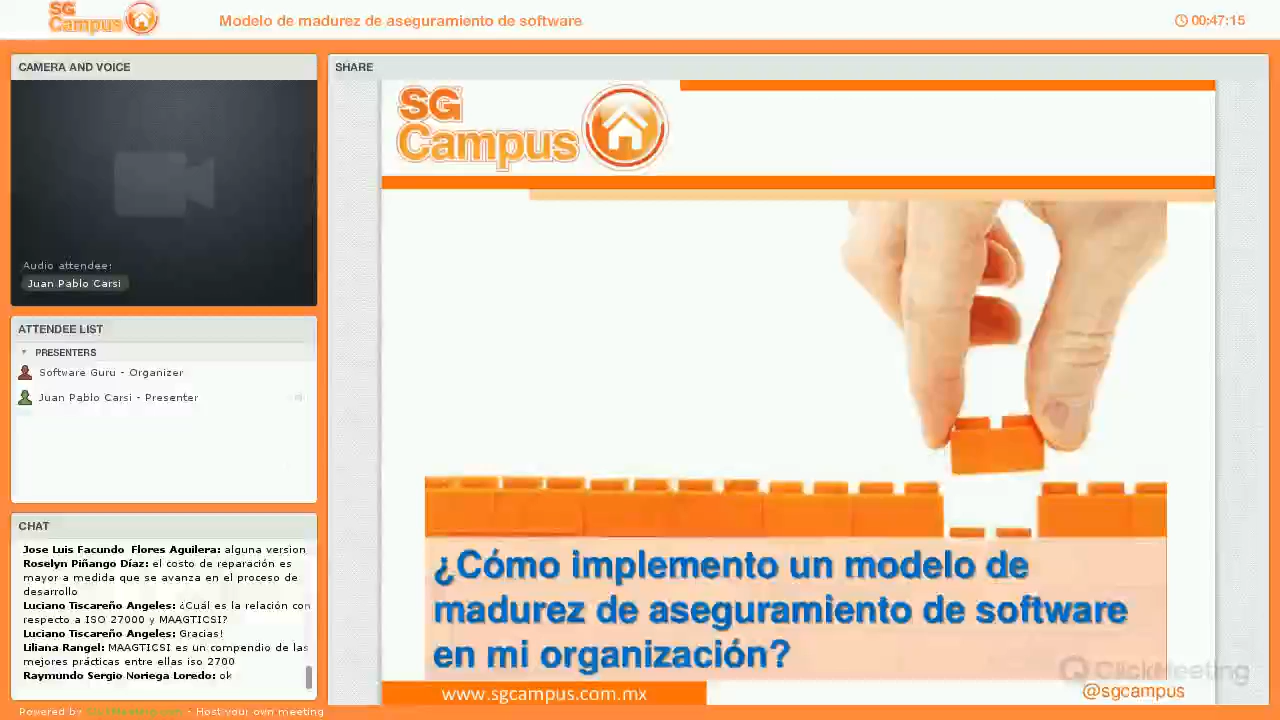 SG
Campus
Modelo de madurez de aseguramiento de software
00:47:15
CAMERA AND VOICE
Audio attendee:
Juan Pablo Carsi
ATTENDEE LIST
PRESENTERS
Software Guru - Organizer
Juan Pablo Carsi - Presenter
CHAT
Jose Luis Facundo Flores Aguilera: alguna version
Roselyn Piñango Díaz: el costo de reparación es
mayor a medida que se avanza en el proceso de
desarrollo
Luciano Tiscareño Angeles: ¿Cuál es la relación con
respecto a ISO 27000 y MAAGTICSI?
Luciano Tiscareño Angeles: Gracias!
Liliana Rangel: MAAGTICSI es un compendio de las
mejores prácticas entre ellas iso 2700
Raymundo Sergio Noriega Loredo: ok
Powered by ClickMeeting.com - Host your own meeting
SHARE
SG
Campus
¿Cómo implemento un modelo de
madurez de aseguramiento de software
en mi organización?
ClickMeeting
www.sgcampus.com.mx
@sgcampus